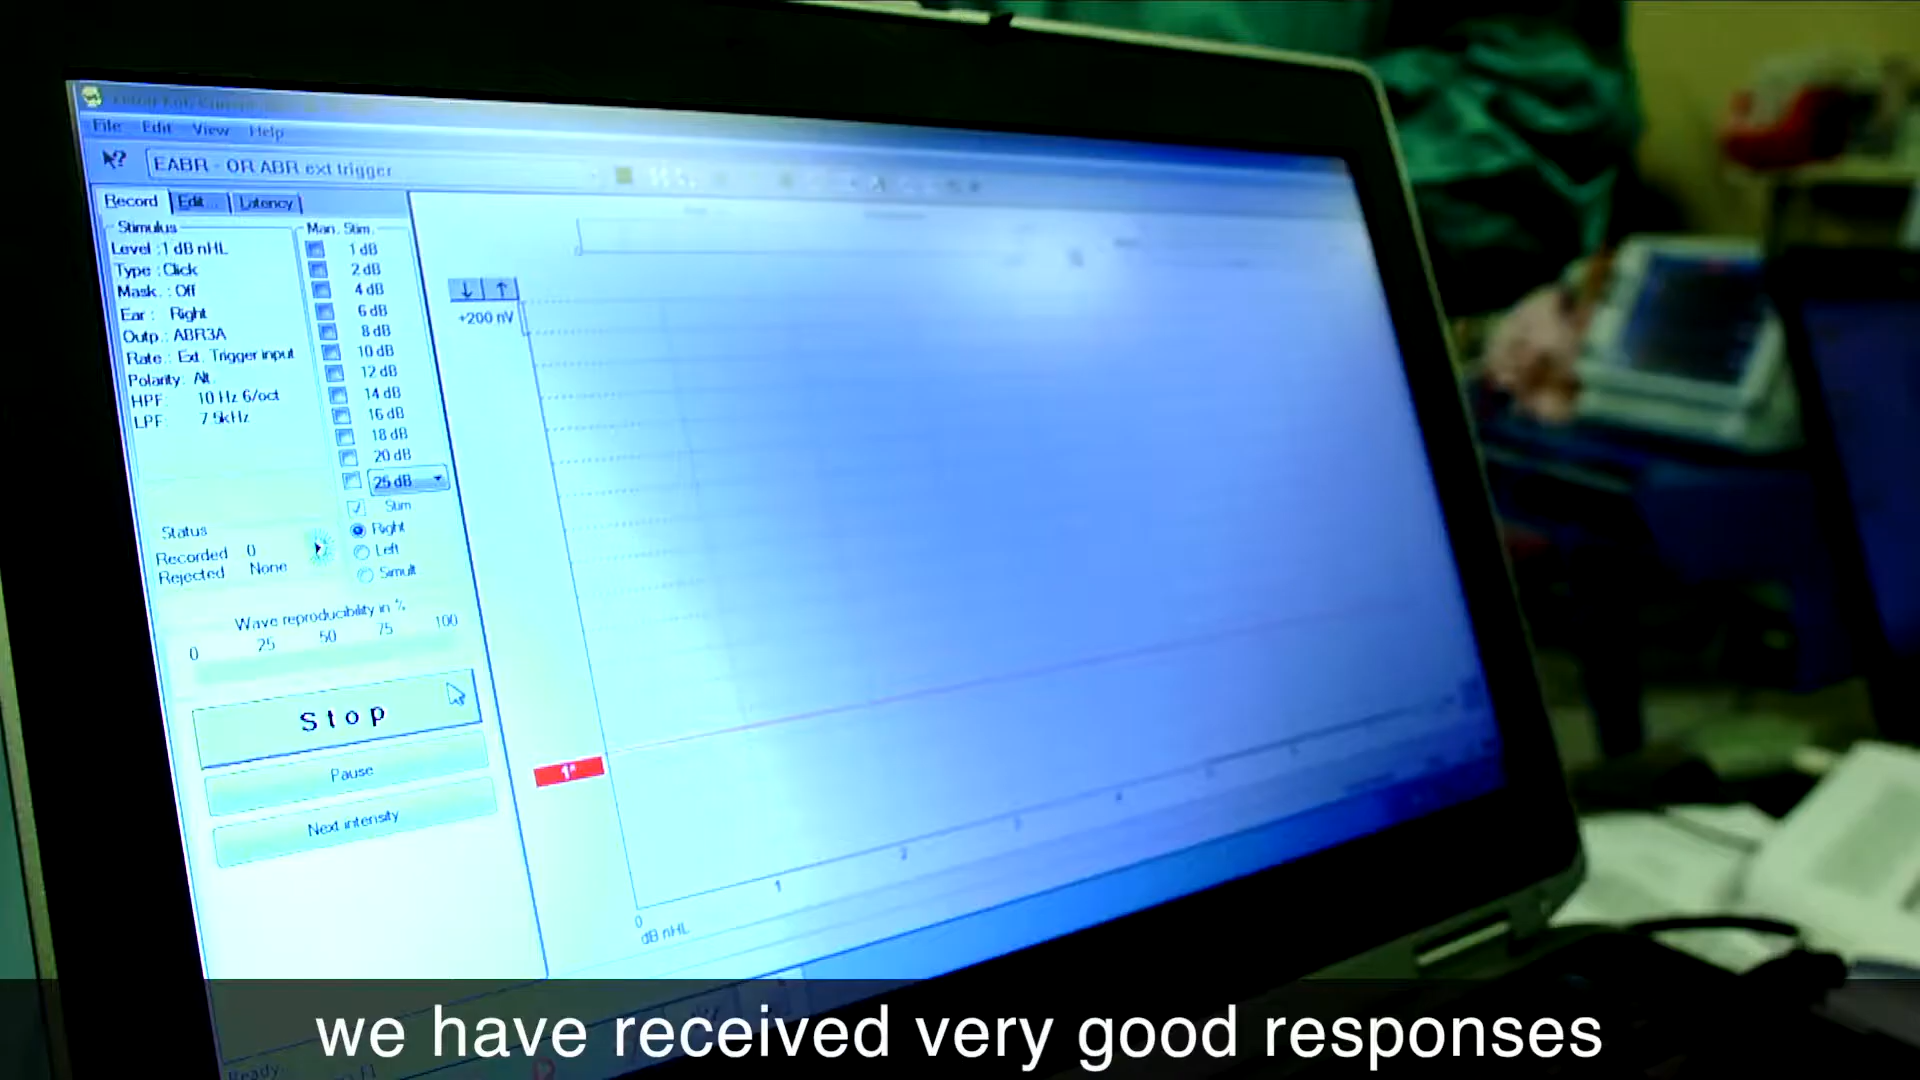 File Edit View Help
EABR - OR ABR ext trigger
Record Edit... Latency
Stimulus
Level : 1 dB nHL
Type : Click
Mask. : Off
Ear : Right
Outp.: ABR3A
Rate.: Ext. Trigger input
Polarity: Alt.
HPF: 10 Hz 6/oct
LPF: 7.5kHz
Man. Stim.
1 dB
2 dB
4 dB
6 dB
8 dB
10 dB
12 dB
14 dB
16 dB
18 dB
20 dB
25 dB
Stim
Right
Left
Simult
Status
Recorded 0
Rejected None
Wave reproducibility in %
0 25 50 75 100
Stop
Pause
Next intensity
+200 nV
1*
0 1 2 3 4
dB nHL
Ready
we have received very good responses